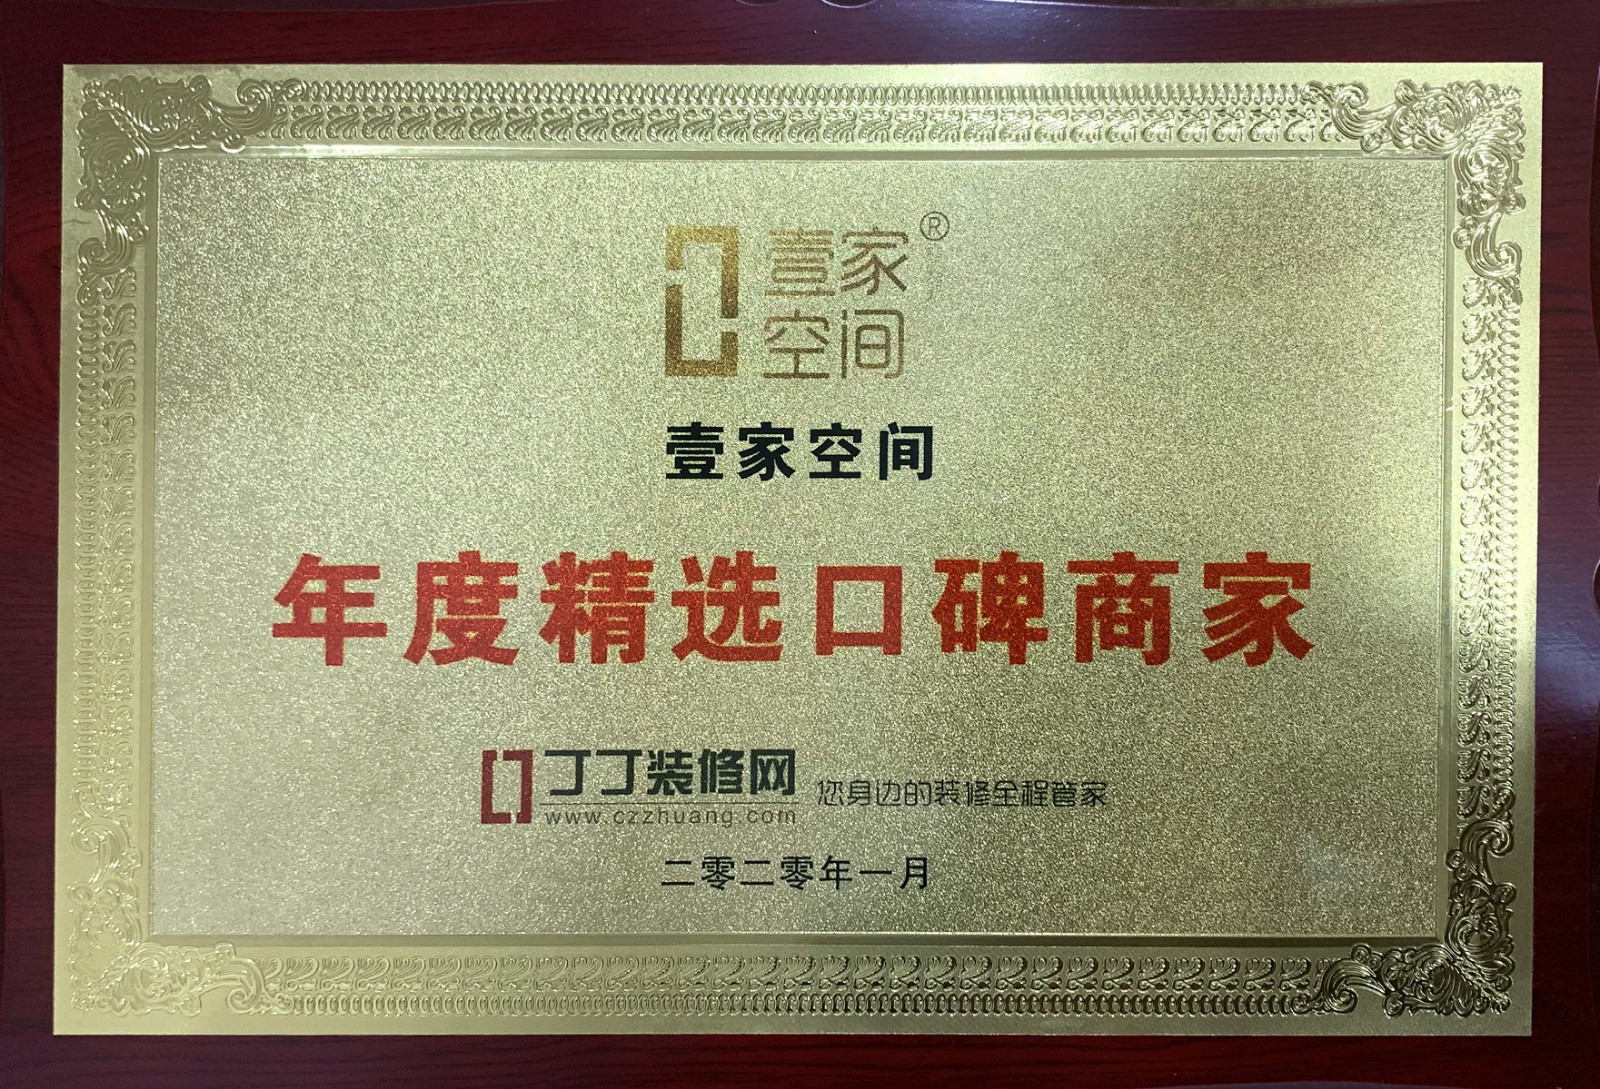 壹家®
空间
壹家空间
年度精选口碑商家
丁丁装修网 您身边的装修全程管家
www.czzhuang.com
二零二零年一月